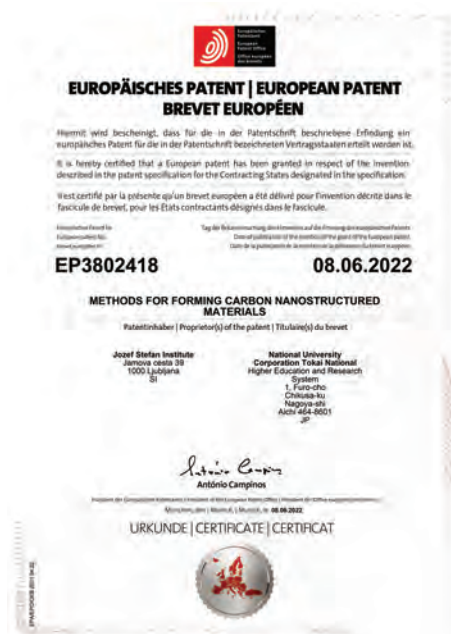 Europäisches
Patentamt
European
Patent Office
Office européen
des brevets
EUROPÄISCHES PATENT | EUROPEAN PATENT
BREVET EUROPÉEN
Hiermit wird bescheinigt, dass für die in der Patentschrift beschriebene Erfindung ein
europäisches Patent für die in der Patentschrift bezeichneten Vertragsstaaten erteilt worden ist.
It is hereby certified that a European patent has been granted in respect of the invention
described in the patent specification for the Contracting States designated in the specification.
Il est certifié par la présente qu'un brevet européen a été délivré pour l'invention décrite dans le
fascicule de brevet, pour les États contractants désignés dans le fascicule.
EP3802418
08.06.2022
METHODS FOR FORMING CARBON NANOSTRUCTURED
MATERIALS
Patentinhaber | Proprietor(s) of the patent | Titulaire(s) du brevet
Jozef Stefan Institute
Jamova cesta 39
1000 Ljubljana
SI
National University
Corporation Tokai National
Higher Education and Research
System
1, Furo-cho
Chikusa-ku
Nagoya-shi
Aichi 464-8601
JP
António Campinos
08.06.2022
URKUNDE | CERTIFICATE | CERTIFICAT